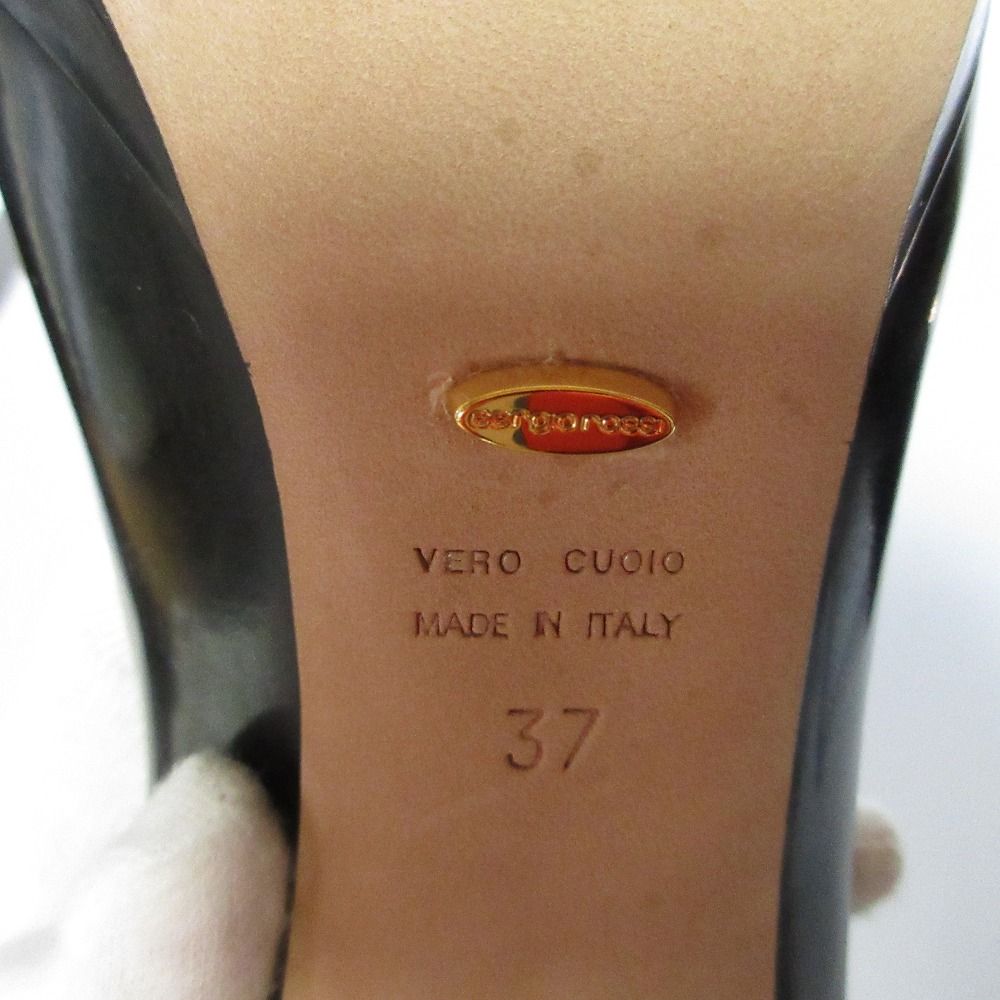 sergio rossi
VERO CUOIO
MADE IN ITALY
37